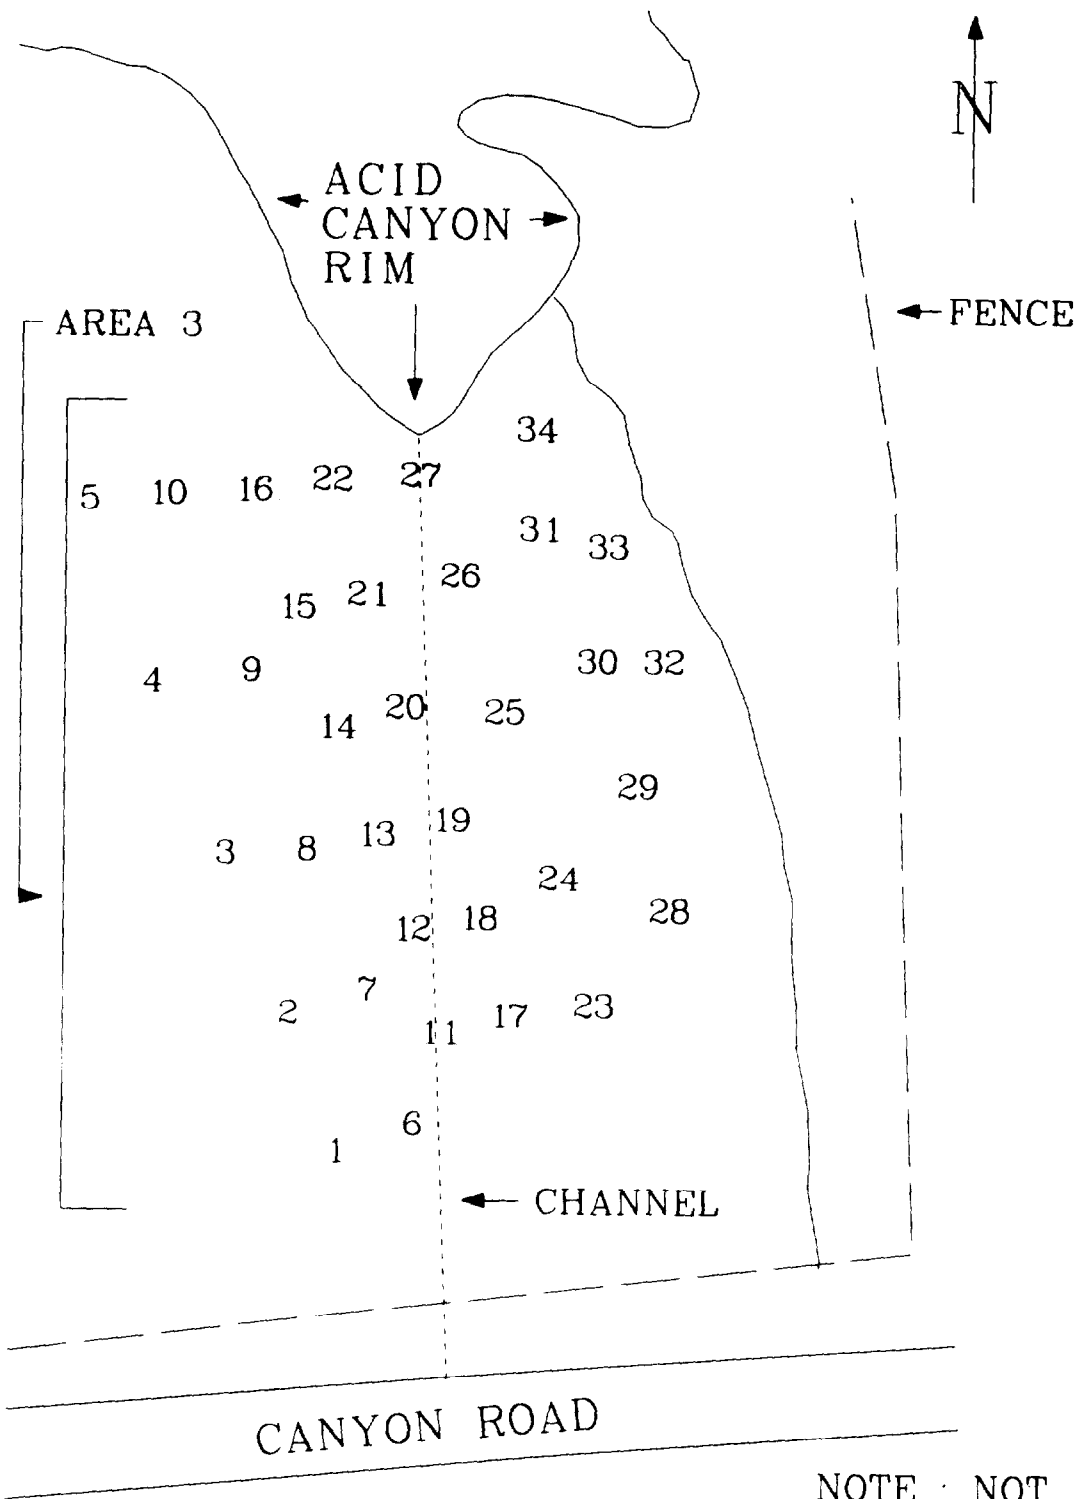 N
ACID
CANYON
RIM
AREA 3
FENCE
34
5 10 16 22 27
31 33
15 21 26
4 9 30 32
14 20 25
29
3 8 13 19
24
12 18 28
2 7
11 17 23
1 6
CHANNEL
CANYON ROAD
NOTE : NOT